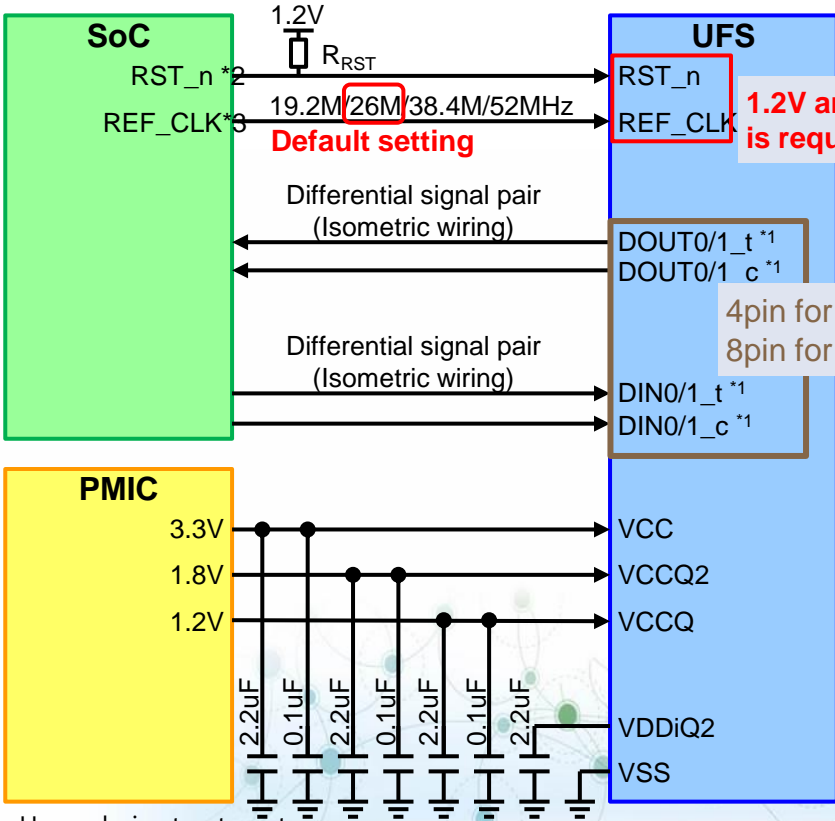 SoC
1.2V
UFS
RST_n *2
R_RST
RST_n
REF_CLK*3
19.2M/26M/38.4M/52MHz
REF_CLK
1.2V
Default setting
is
Differential signal pair
(Isometric wiring)
DOUT0/1_t *1
DOUT0/1_c *1
4pin for
8pin for
Differential signal pair
(Isometric wiring)
DIN0/1_t *1
DIN0/1_c *1
PMIC
3.3V
VCC
1.8V
VCCQ2
1.2V
VCCQ
2.2uF
0.1uF
2.2uF
0.1uF
2.2uF
0.1uF
2.2uF
VDDiQ2
VSS